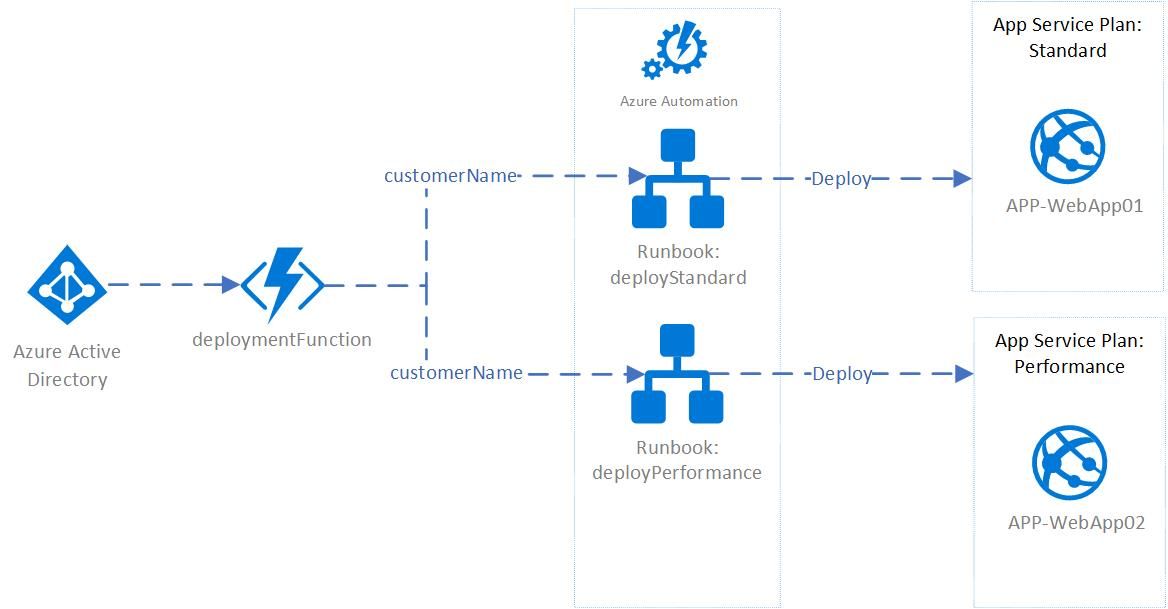 Azure Active
Directory
deploymentFunction
customerName
customerName
Azure Automation
Runbook:
deployStandard
Runbook:
deployPerformance
Deploy
Deploy
App Service Plan:
Standard
APP-WebApp01
App Service Plan:
Performance
APP-WebApp02